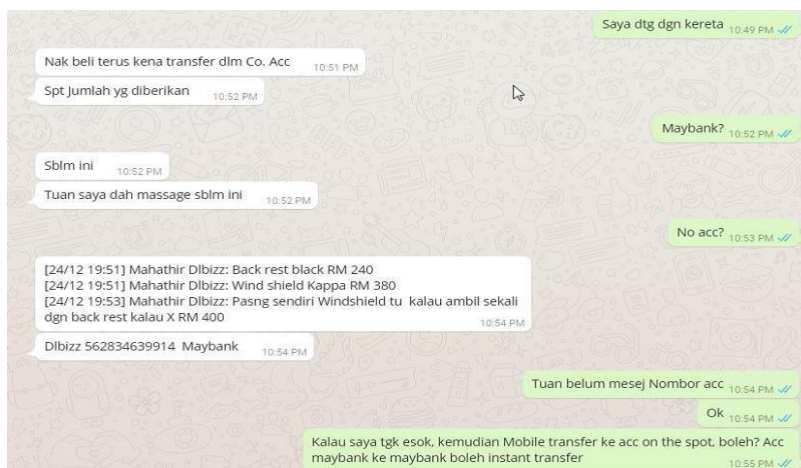 Saya dtg dgn kereta 10:49 PM
Nak beli terus kena transfer dlm Co. Acc 10:51 PM
Spt Jumlah yg diberikan 10:52 PM
Maybank? 10:52 PM
Sblm ini 10:52 PM
Tuan saya dah massage sblm ini 10:52 PM
No acc? 10:53 PM
[24/12 19:51] Mahathir Dlbizz: Back rest black RM 240
[24/12 19:51] Mahathir Dlbizz: Wind shield Kappa RM 380
[24/12 19:53] Mahathir Dlbizz: Pasng sendiri Windshield tu kalau ambil sekali
dgn back rest kalau X RM 400 10:54 PM
Dlbizz 562834639914 Maybank 10:54 PM
Tuan belum mesej Nombor acc 10:54 PM
Ok 10:54 PM
Kalau saya tgk esok, kemudian Mobile transfer ke acc on the spot, boleh? Acc
maybank ke maybank boleh instant transfer 10:55 PM